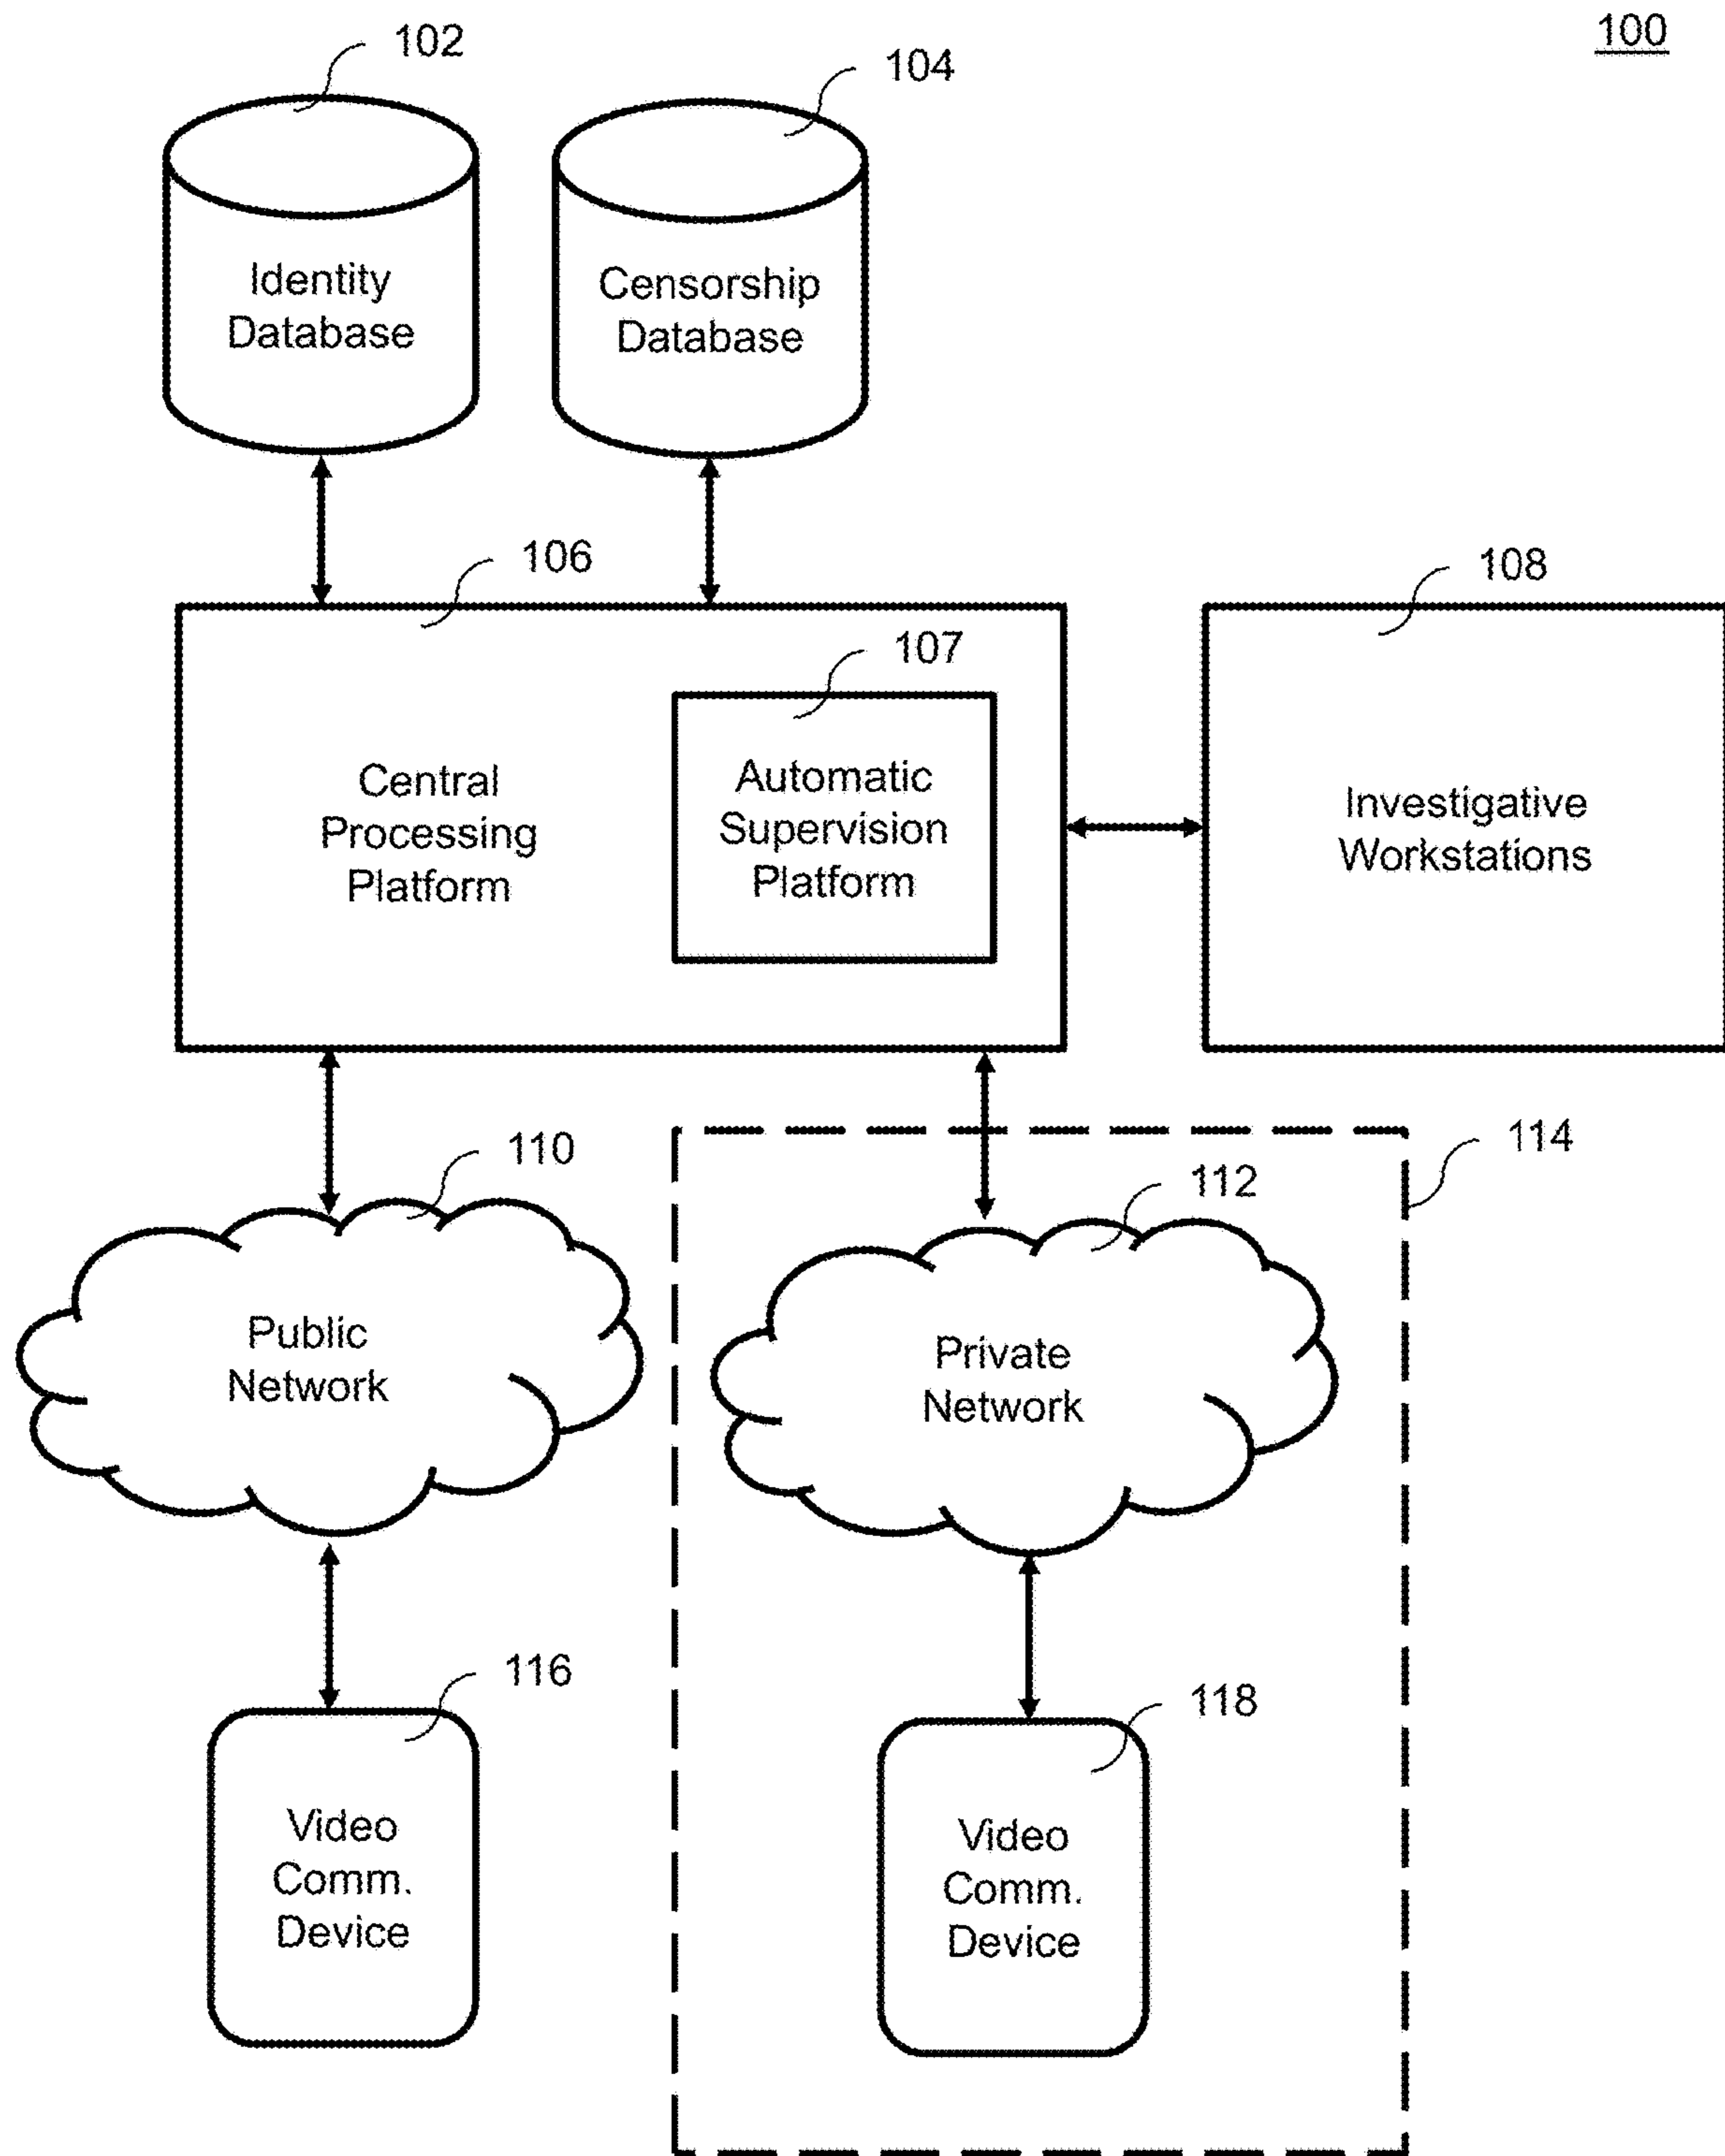 100
102
104
Identity
Database
Censorship
Database
106
108
107
Central
Processing
Platform
Automatic
Supervision
Platform
Investigative
Workstations
110
114
112
Public
Network
Private
Network
116
118
Video
Comm.
Device
Video
Comm.
Device